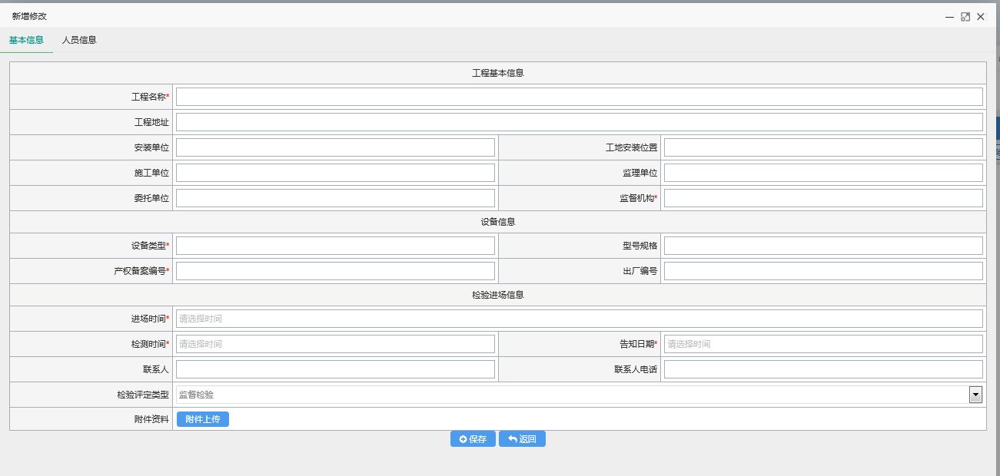 新增修改
基本信息 人员信息
工程基本信息
工程名称*
工程地址
安装单位 工地安装位置
施工单位 监理单位
委托单位 监督机构*
设备信息
设备类型* 型号规格
产权备案编号* 出厂编号
检验进场信息
进场时间* 请选择时间
检测时间* 请选择时间 告知日期* 请选择时间
联系人 联系人电话
检验评定类型 监督检验
附件资料 附件上传
保存 返回